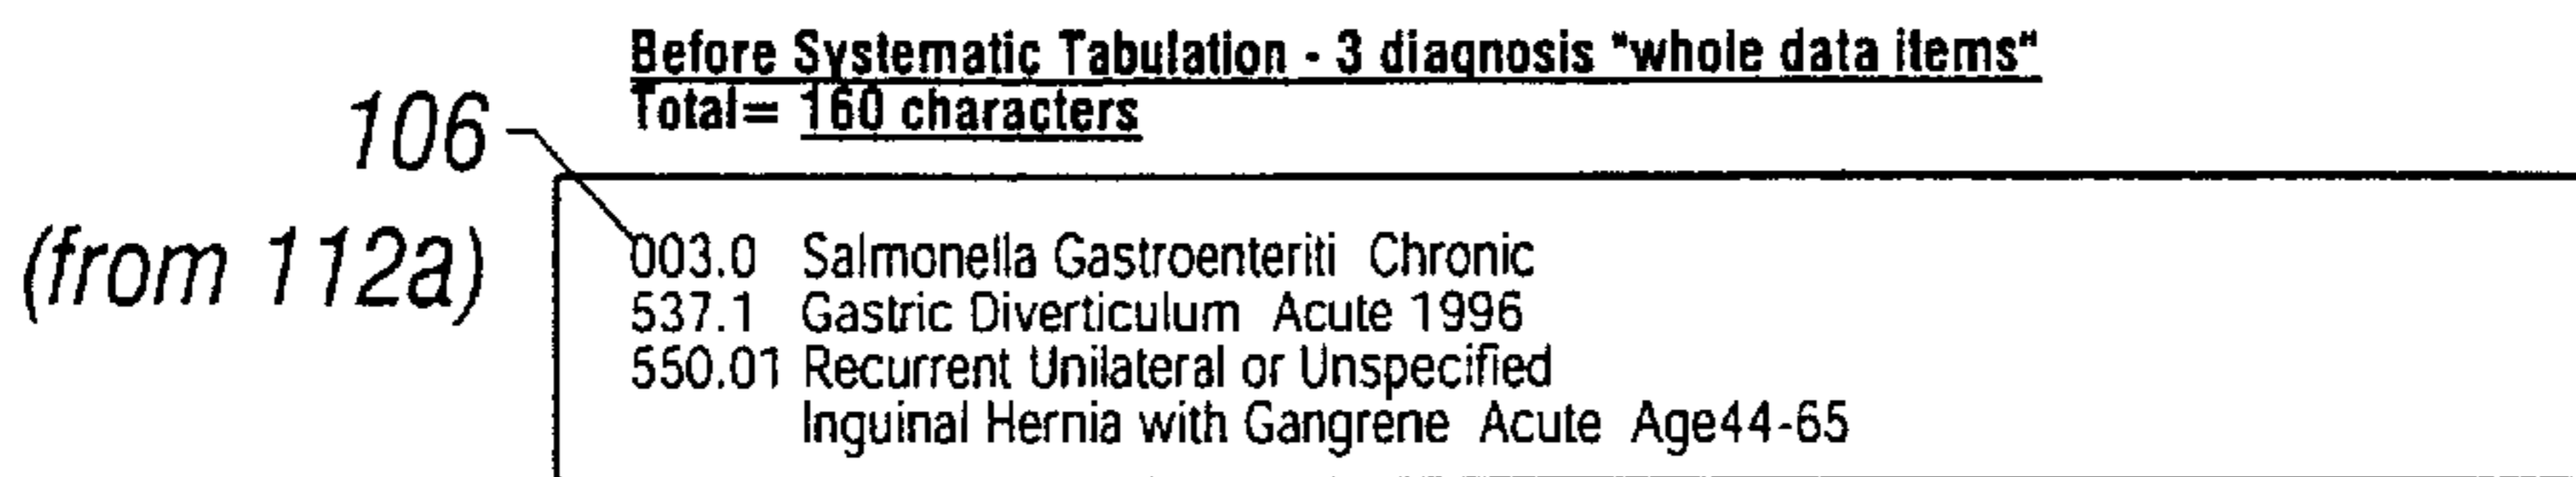 Before Systematic Tabulation - 3 diagnosis "whole data items"
Total= 160 characters
106
(from 112a)
003.0 Salmonella Gastroenteriti Chronic
537.1 Gastric Diverticulum Acute 1996
550.01 Recurrent Unilateral or Unspecified
Inguinal Hernia with Gangrene Acute Age44-65